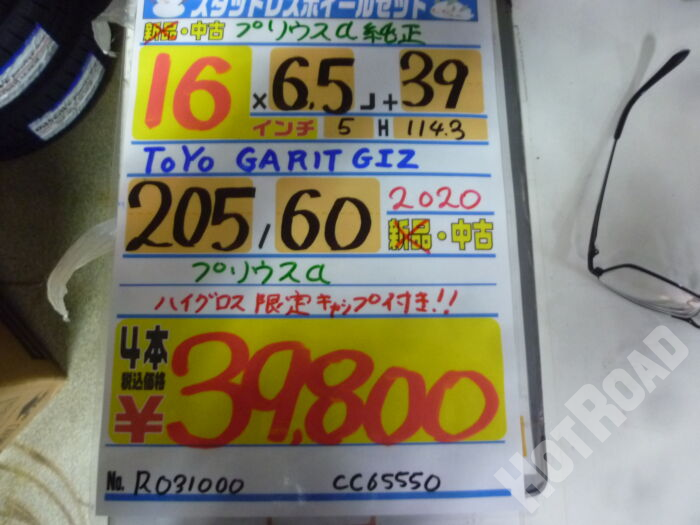 スタッドレスホイールセット
新品・中古 プリウスα 純正
16 × 6.5 J + 39
インチ 5 H 114.3
TOYO GARIT GIZ
205 / 60
2020
新品・中古
プリウスα
ハイグロス限定キャップ付き!!
4本
税込価格
¥39,800
No. R031000 CC65550
HOTROAD